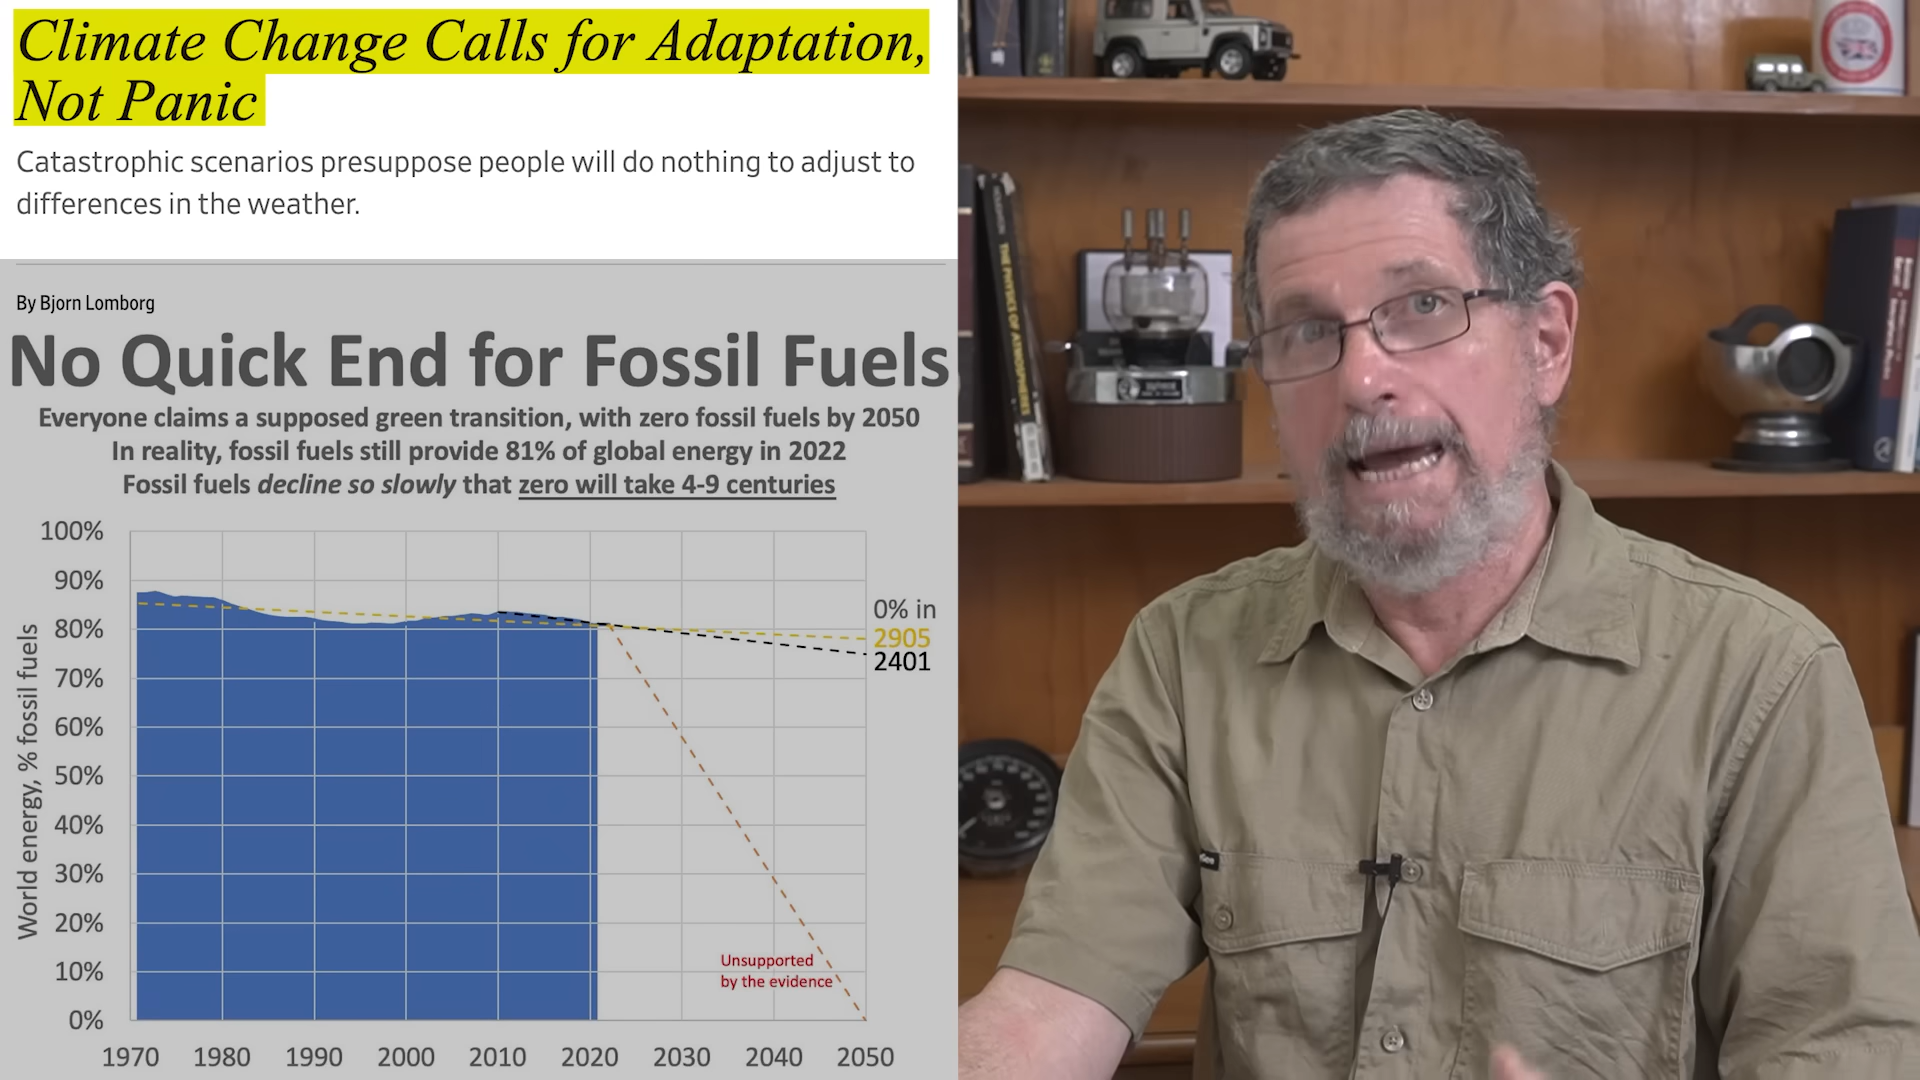 Climate Change Calls for Adaptation,
Not Panic
Catastrophic scenarios presuppose people will do nothing to adjust to
differences in the weather.
By Bjorn Lomborg
No Quick End for Fossil Fuels
Everyone claims a supposed green transition, with zero fossil fuels by 2050
In reality, fossil fuels still provide 81% of global energy in 2022
Fossil fuels decline so slowly that zero will take 4-9 centuries
World energy, % fossil fuels
100%
90%
80%
70%
60%
50%
40%
30%
20%
10%
0%
0% in
2905
2401
Unsupported
by the evidence
1970 1980 1990 2000 2010 2020 2030 2040 2050
THE PHYSICS OF ATMOSPHERES